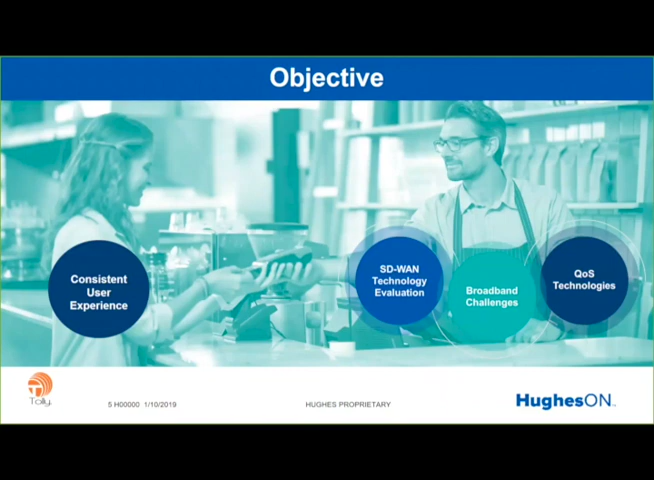 Objective
Consistent
User
Experience
SD-WAN
Technology
Evaluation
Broadband
Challenges
QoS
Technologies
Tolly
5 H00000 1/10/2019
HUGHES PROPRIETARY
HughesON